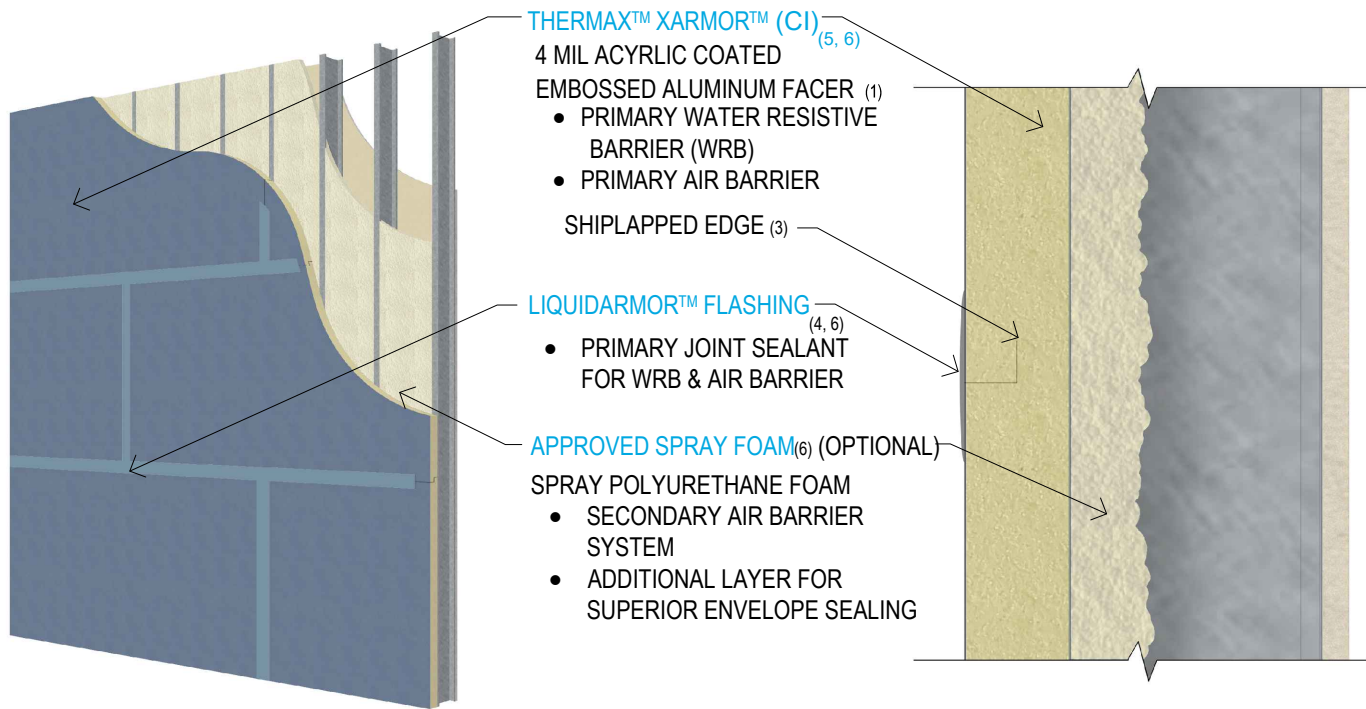 THERMAX™ XARMOR™ (CI) (5, 6)
4 MIL ACYRLIC COATED
EMBOSSED ALUMINUM FACER (1)
• PRIMARY WATER RESISTIVE
BARRIER (WRB)
• PRIMARY AIR BARRIER
SHIPLAPPED EDGE (3)
LIQUIDARMOR™ FLASHING (4, 6)
• PRIMARY JOINT SEALANT
FOR WRB & AIR BARRIER
APPROVED SPRAY FOAM(6) (OPTIONAL)
SPRAY POLYURETHANE FOAM
• SECONDARY AIR BARRIER
SYSTEM
• ADDITIONAL LAYER FOR
SUPERIOR ENVELOPE SEALING